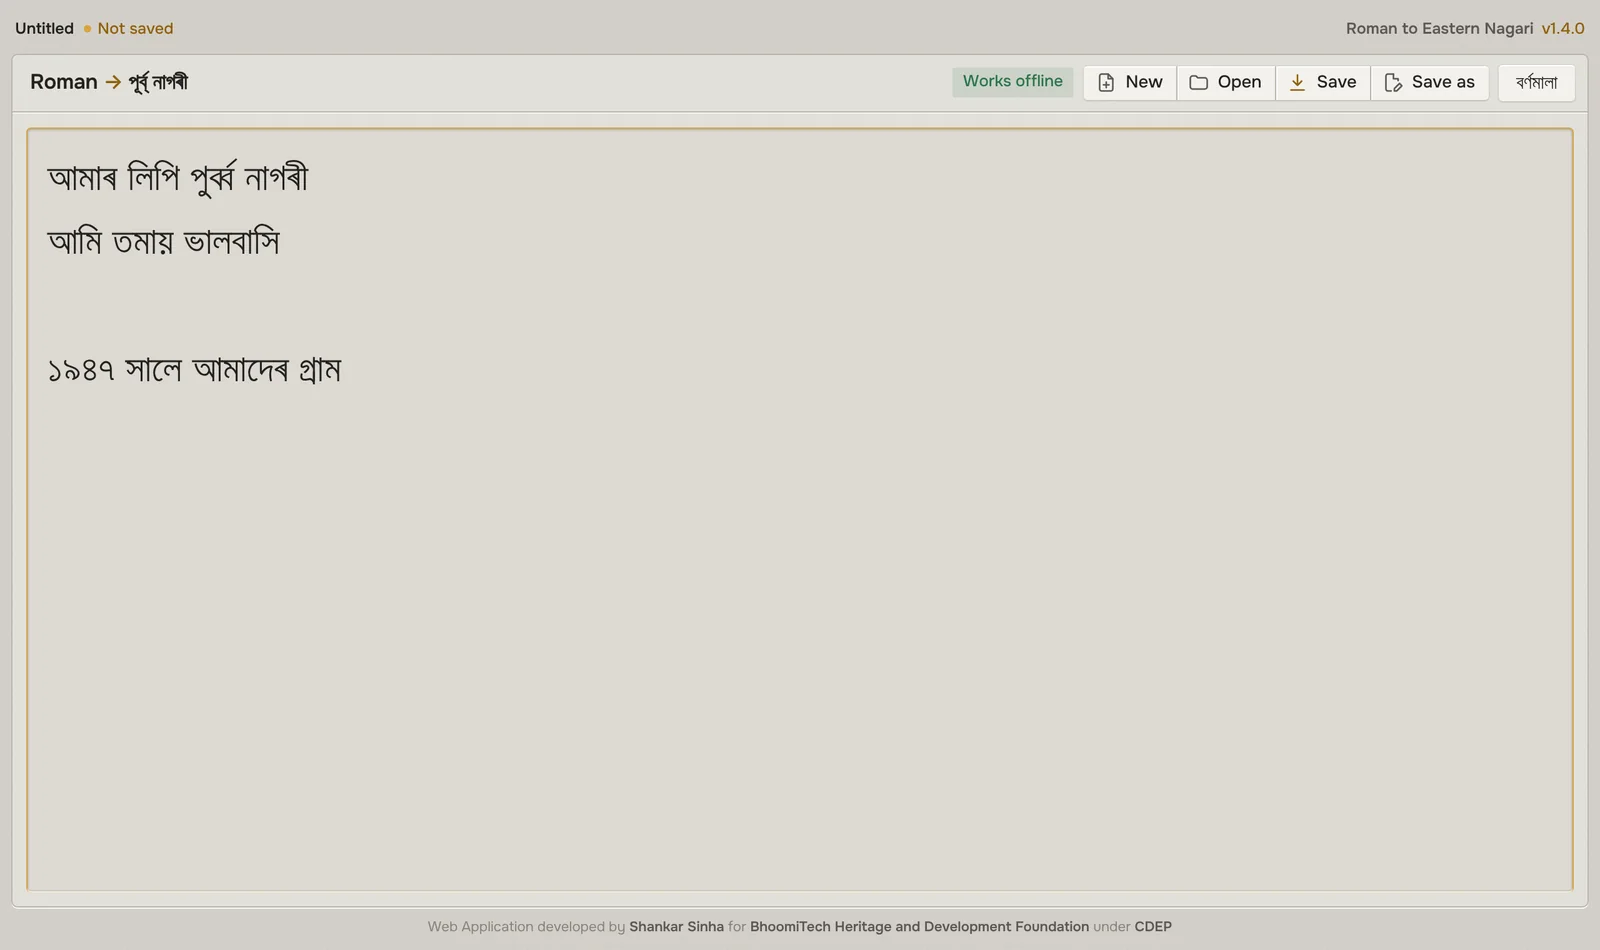 Untitled • Not saved
Roman to Eastern Nagari v1.4.0
Roman → পূর্ব্ব নাগৰী
Works offline
New
Open
Save
Save as
বর্ণমালা
আমাৰ লিপি পুর্ব্ব নাগৰী
আমি তমায় ভালবাসি
১৯৪৭ সালে আমাদেৰ গ্রাম
Web Application developed by Shankar Sinha for BhoomiTech Heritage and Development Foundation under CDEP